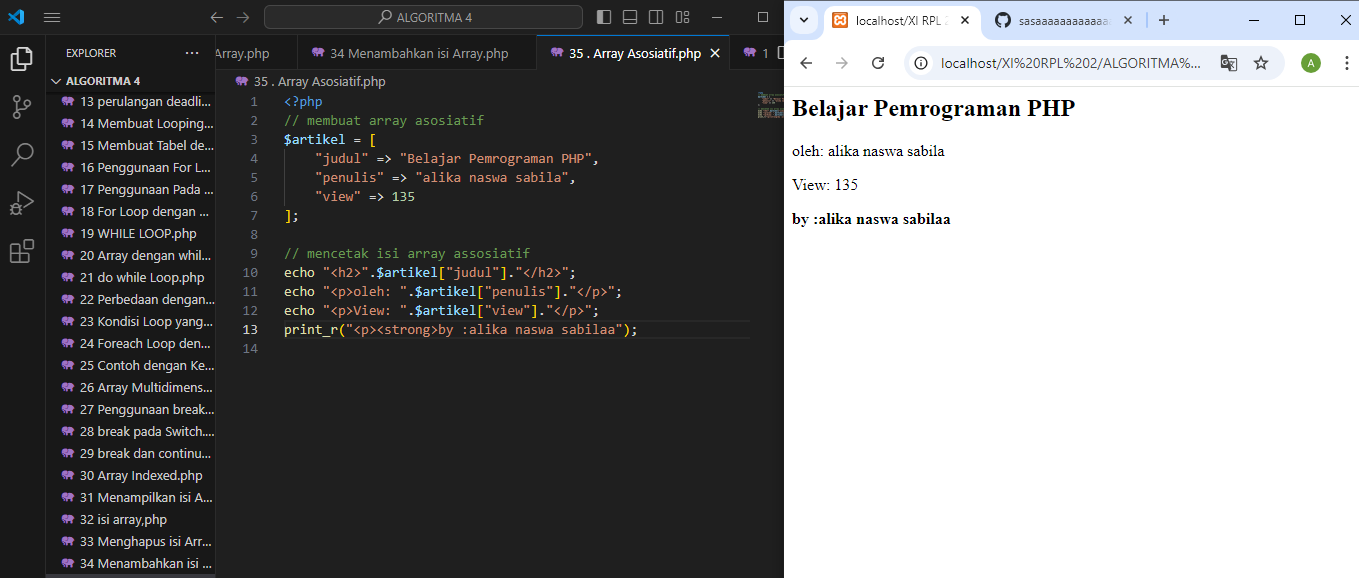 ALGORITMA 4
EXPLORER
ALGORITMA 4
13 perulangan deadli...
14 Membuat Looping...
15 Membuat Tabel de...
16 Penggunaan For L...
17 Penggunaan Pada ...
18 For Loop dengan ...
19 WHILE LOOP.php
20 Array dengan whil...
21 do while Loop.php
22 Perbedaan dengan...
23 Kondisi Loop yang...
24 Foreach Loop den...
25 Contoh dengan Ke...
26 Array Multidimens...
27 Penggunaan break...
28 break pada Switch....
29 break dan continu...
30 Array Indexed.php
31 Menampilkan isi A...
32 isi array,php
33 Menghapus isi Arr...
34 Menambahkan isi ...
Array.php
34 Menambahkan isi Array.php
35 . Array Asosiatif.php
1
35 . Array Asosiatif.php
1 <?php
2 // membuat array asosiatif
3 $artikel = [
4 "judul" => "Belajar Pemrograman PHP",
5 "penulis" => "alika naswa sabila",
6 "view" => 135
7 ];
8
9 // mencetak isi array assosiatif
10 echo "<h2>".$artikel["judul"]."</h2>";
11 echo "<p>oleh: ".$artikel["penulis"]."</p>";
12 echo "<p>View: ".$artikel["view"]."</p>";
13 print_r("<p><strong>by :alika naswa sabilaa");
14
localhost/XI RPL 2
sasaaaaaaaaaaaa
localhost/XI%20RPL%202/ALGORITMA%...
A
Belajar Pemrograman PHP
oleh: alika naswa sabila
View: 135
by :alika naswa sabilaa